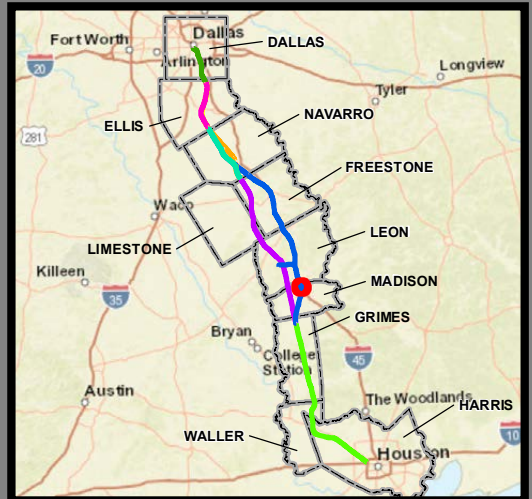 Dallas
DALLAS
Fort Worth
Arlington
20
Longview
Tyler
ELLIS
NAVARRO
281
FREESTONE
Waco
LEON
LIMESTONE
Killeen
MADISON
35
GRIMES
Bryan
College
Station
45
Austin
The Woodlands
HARRIS
WALLER
10
Houston